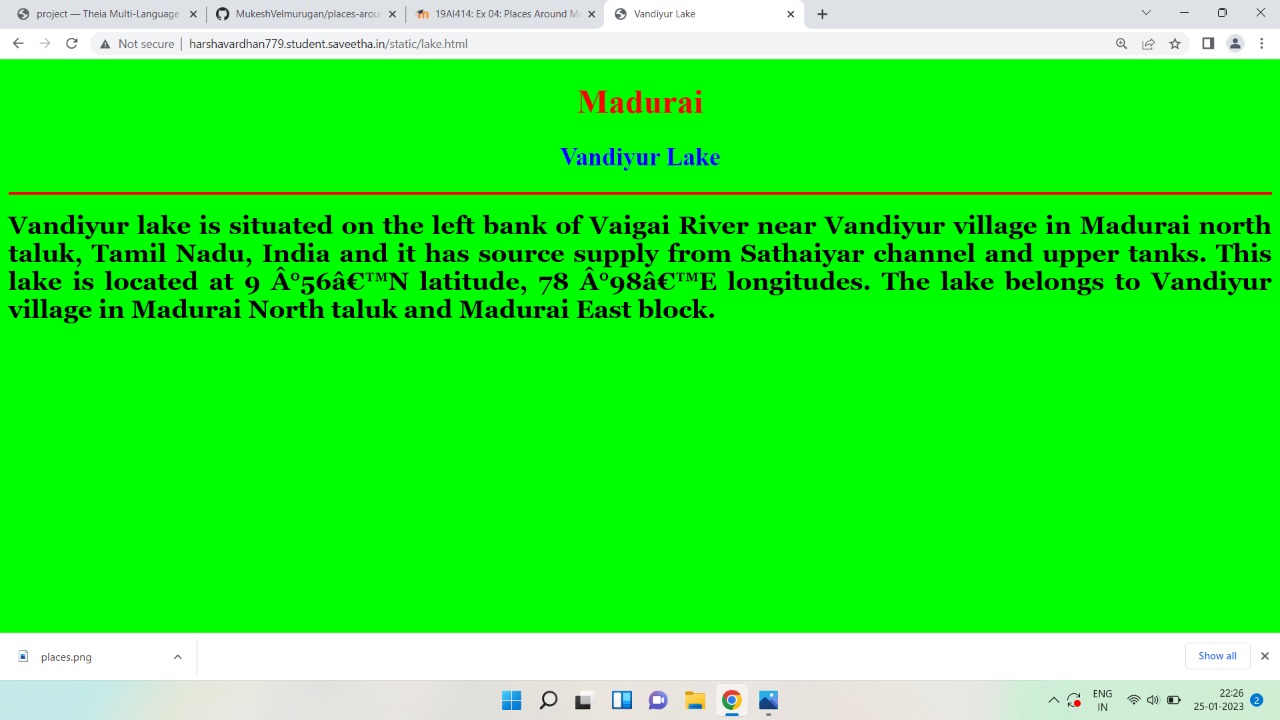 project — Theia Multi-Language
MukeshVelmurugan/places-arou
19AI414: Ex 04: Places Around M
Vandiyur Lake
Not secure | harshavardhan779.student.saveetha.in/static/lake.html
Madurai
Vandiyur Lake
Vandiyur lake is situated on the left bank of Vaigai River near Vandiyur village in Madurai north
taluk, Tamil Nadu, India and it has source supply from Sathaiyar channel and upper tanks. This
lake is located at 9 Âº56â€™N latitude, 78 Âº98â€™E longitudes. The lake belongs to Vandiyur
village in Madurai North taluk and Madurai East block.
places.png
Show all
ENG
IN
22:26
25-01-2023
2